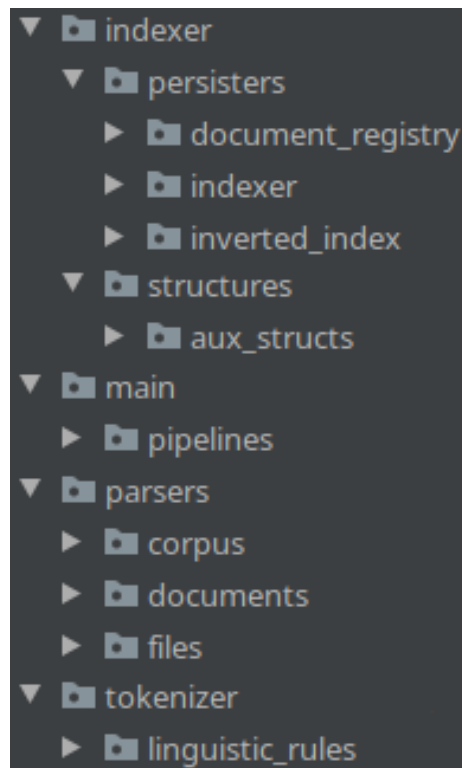 indexer
persisters
document_registry
indexer
inverted_index
structures
aux_structs
main
pipelines
parsers
corpus
documents
files
tokenizer
linguistic_rules